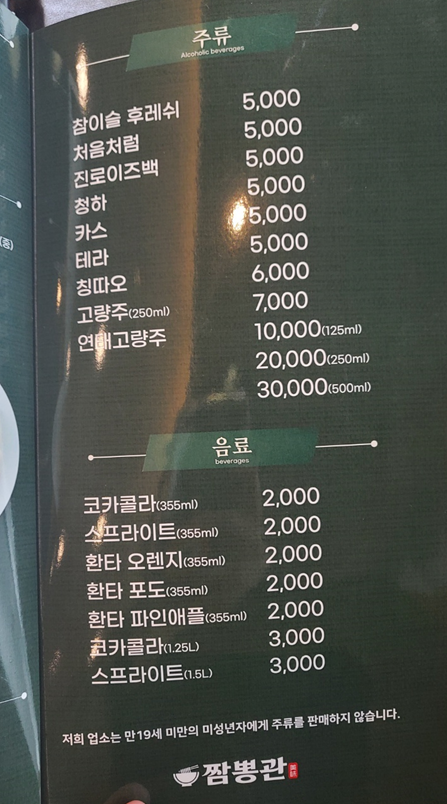 주류
Alcoholic beverages
참이슬 후레쉬 5,000
처음처럼 5,000
진로이즈백 5,000
청하 5,000
카스 5,000
테라 5,000
칭따오 6,000
고량주(250ml) 7,000
연태고량주 10,000(125ml)
20,000(250ml)
30,000(500ml)
음료
beverages
코카콜라(355ml) 2,000
스프라이트(355ml) 2,000
환타 오렌지(355ml) 2,000
환타 포도(355ml) 2,000
환타 파인애플(355ml) 2,000
코카콜라(1.25L) 3,000
스프라이트(1.5L) 3,000
저희 업소는 만19세 미만의 미성년자에게 주류를 판매하지 않습니다.
짬뽕관
(중)